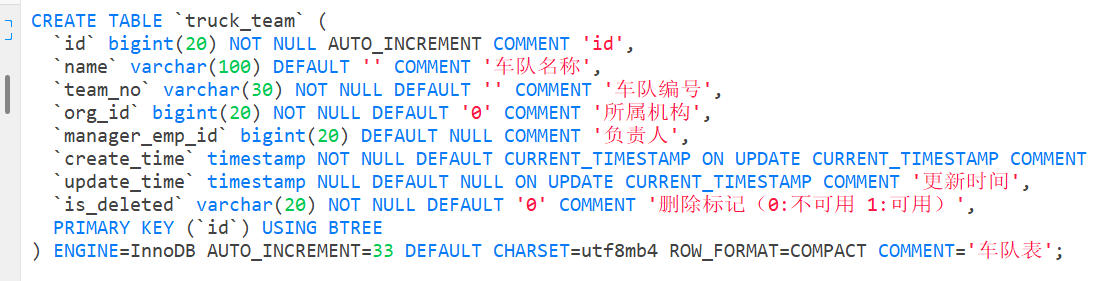 CREATE TABLE `truck_team` (
`id` bigint(20) NOT NULL AUTO_INCREMENT COMMENT 'id',
`name` varchar(100) DEFAULT '' COMMENT '车队名称',
`team_no` varchar(30) NOT NULL DEFAULT '' COMMENT '车队编号',
`org_id` bigint(20) NOT NULL DEFAULT '0' COMMENT '所属机构',
`manager_emp_id` bigint(20) DEFAULT NULL COMMENT '负责人',
`create_time` timestamp NOT NULL DEFAULT CURRENT_TIMESTAMP ON UPDATE CURRENT_TIMESTAMP COMMENT
`update_time` timestamp NULL DEFAULT NULL ON UPDATE CURRENT_TIMESTAMP COMMENT '更新时间',
`is_deleted` varchar(20) NOT NULL DEFAULT '0' COMMENT '删除标记（0:不可用 1:可用）',
PRIMARY KEY (`id`) USING BTREE
) ENGINE=InnoDB AUTO_INCREMENT=33 DEFAULT CHARSET=utf8mb4 ROW_FORMAT=COMPACT COMMENT='车队表';